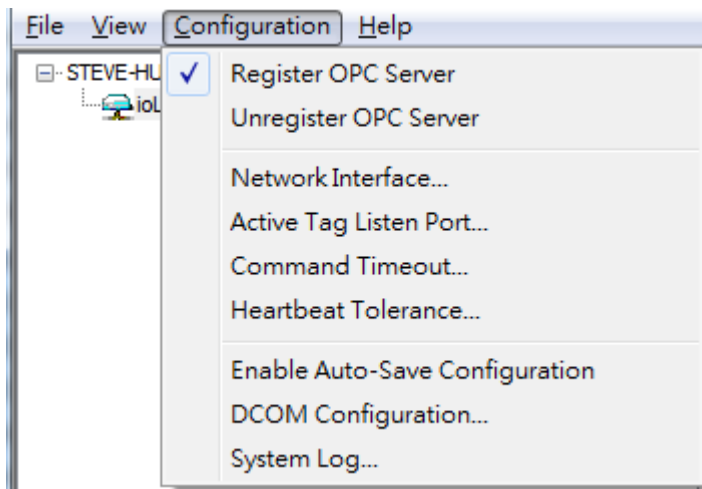 File View Configuration Help
STEVE-HU
ioL
Register OPC Server
Unregister OPC Server
Network Interface...
Active Tag Listen Port...
Command Timeout...
Heartbeat Tolerance...
Enable Auto-Save Configuration
DCOM Configuration...
System Log...